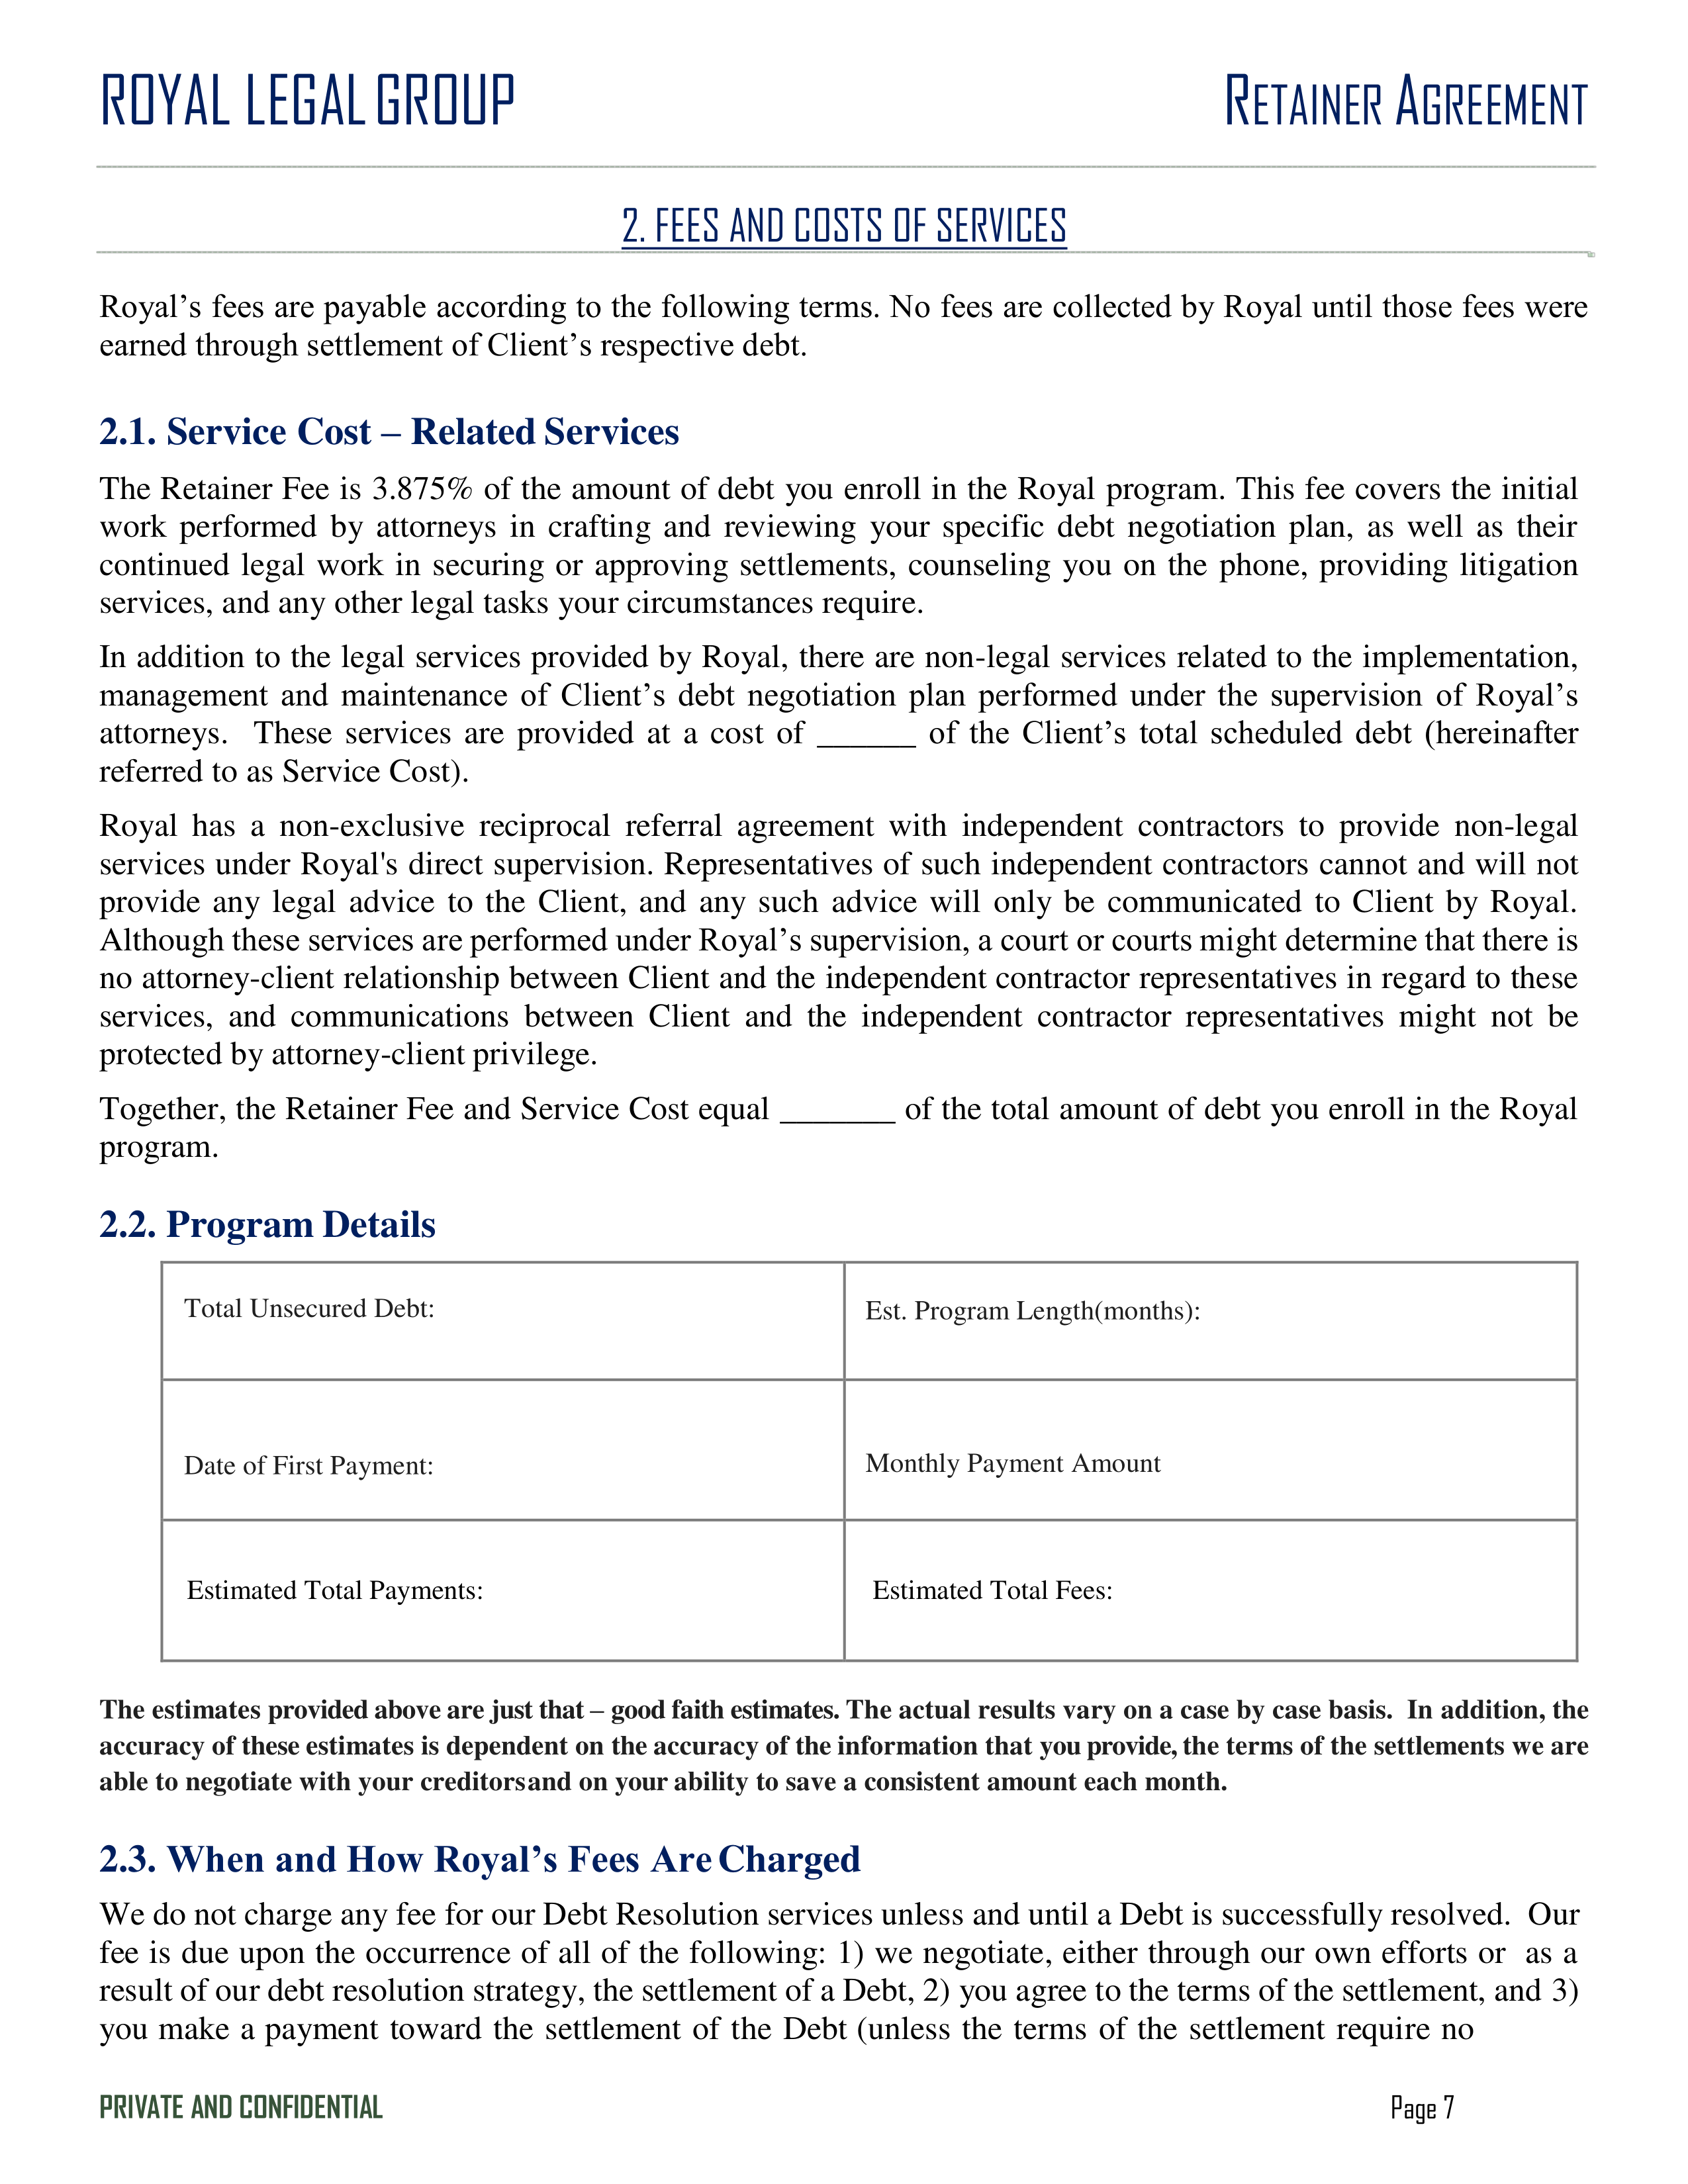 ROYAL LEGAL GROUP
RETAINER AGREEMENT
2. FEES AND COSTS OF SERVICES
Royal’s fees are payable according to the following terms. No fees are collected by Royal until those fees were
earned through settlement of Client’s respective debt.
2.1. Service Cost – Related Services
The Retainer Fee is 3.875% of the amount of debt you enroll in the Royal program. This fee covers the initial
work performed by attorneys in crafting and reviewing your specific debt negotiation plan, as well as their
continued legal work in securing or approving settlements, counseling you on the phone, providing litigation
services, and any other legal tasks your circumstances require.
In addition to the legal services provided by Royal, there are non-legal services related to the implementation,
management and maintenance of Client’s debt negotiation plan performed under the supervision of Royal’s
attorneys. These services are provided at a cost of ______ of the Client’s total scheduled debt (hereinafter
referred to as Service Cost).
Royal has a non-exclusive reciprocal referral agreement with independent contractors to provide non-legal
services under Royal's direct supervision. Representatives of such independent contractors cannot and will not
provide any legal advice to the Client, and any such advice will only be communicated to Client by Royal.
Although these services are performed under Royal’s supervision, a court or courts might determine that there is
no attorney-client relationship between Client and the independent contractor representatives in regard to these
services, and communications between Client and the independent contractor representatives might not be
protected by attorney-client privilege.
Together, the Retainer Fee and Service Cost equal _______ of the total amount of debt you enroll in the Royal
program.
2.2. Program Details
Total Unsecured Debt:
Est. Program Length(months):
Date of First Payment:
Monthly Payment Amount
Estimated Total Payments:
Estimated Total Fees:
The estimates provided above are just that – good faith estimates. The actual results vary on a case by case basis. In addition, the
accuracy of these estimates is dependent on the accuracy of the information that you provide, the terms of the settlements we are
able to negotiate with your creditorsand on your ability to save a consistent amount each month.
2.3. When and How Royal’s Fees Are Charged
We do not charge any fee for our Debt Resolution services unless and until a Debt is successfully resolved. Our
fee is due upon the occurrence of all of the following: 1) we negotiate, either through our own efforts or as a
result of our debt resolution strategy, the settlement of a Debt, 2) you agree to the terms of the settlement, and 3)
you make a payment toward the settlement of the Debt (unless the terms of the settlement require no
PRIVATE AND CONFIDENTIAL
Page 7